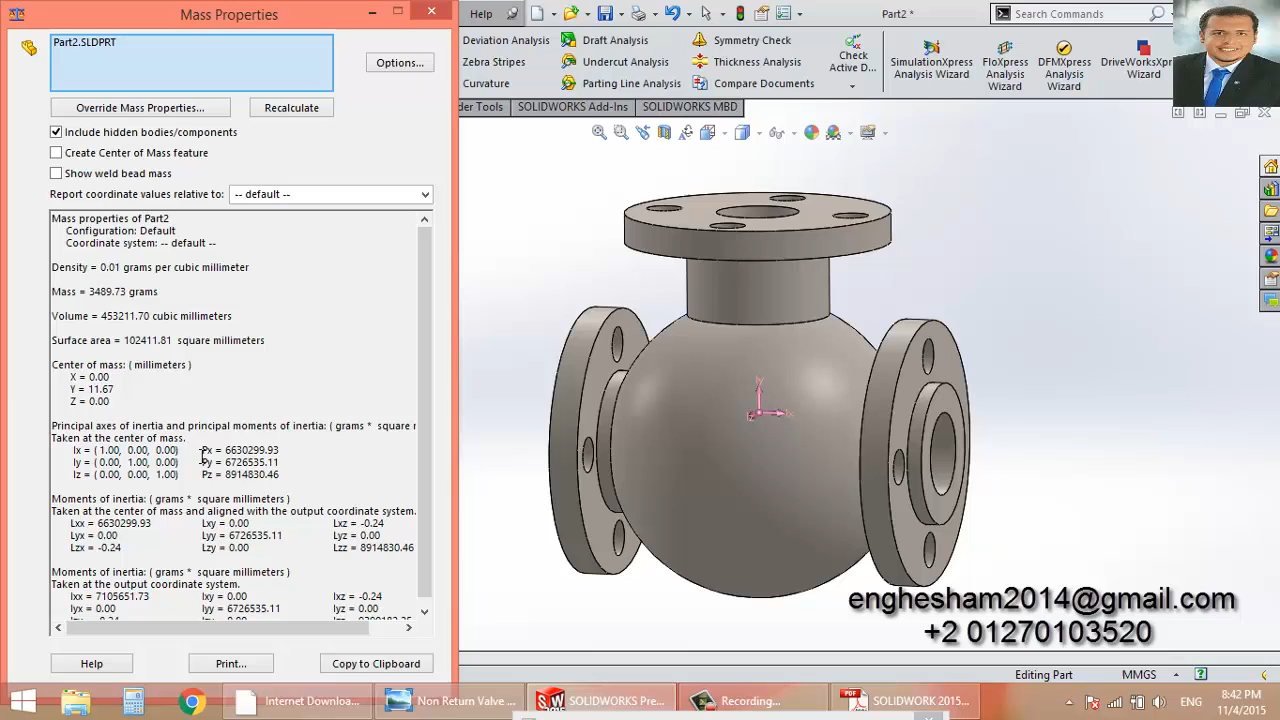 Mass Properties
Part2.SLDPRT
Options...
Override Mass Properties...
Recalculate
Include hidden bodies/components
Create Center of Mass feature
Show weld bead mass
Report coordinate values relative to:
-- default --
Mass properties of Part2
Configuration: Default
Coordinate system: -- default --
Density = 0.01 grams per cubic millimeter
Mass = 3489.73 grams
Volume = 453211.70 cubic millimeters
Surface area = 102411.81 square millimeters
Center of mass: ( millimeters )
X = 0.00
Y = 11.67
Z = 0.00
Principal axes of inertia and principal moments of inertia: ( grams * square
Taken at the center of mass.
Ix = ( 1.00, 0.00, 0.00) Px = 6630299.93
Iy = ( 0.00, 1.00, 0.00) Py = 6726535.11
Iz = ( 0.00, 0.00, 1.00) Pz = 8914830.46
Moments of inertia: ( grams * square millimeters )
Taken at the center of mass and aligned with the output coordinate system.
Lxx = 6630299.93 Lxy = 0.00 Lxz = -0.24
Lyx = 0.00 Lyy = 6726535.11 Lyz = 0.00
Lzx = -0.24 Lzy = 0.00 Lzz = 8914830.46
Moments of inertia: ( grams * square millimeters )
Taken at the output coordinate system.
Ixx = 7105651.73 Ixy = 0.00 Ixz = -0.24
Iyx = 0.00 Iyy = 6726535.11 Iyz = 0.00
Help
Print...
Copy to Clipboard
Help
Part2 *
Search Commands
Deviation Analysis
Draft Analysis
Symmetry Check
Zebra Stripes
Undercut Analysis
Thickness Analysis
Curvature
Parting Line Analysis
Compare Documents
Check
Active D...
SimulationXpress
Analysis Wizard
FloXpress
Analysis
Wizard
DFMXpress
Analysis
Wizard
DriveWorksXpr
Wizard
der Tools
SOLIDWORKS Add-Ins
SOLIDWORKS MBD
enghesham2014@gmail.com
+2 01270103520
Editing Part
MMGS
Internet Downloa...
Non Return Valve ...
SOLIDWORKS Pre...
Recording...
SOLIDWORK 2015...
ENG
8:42 PM
11/4/2015